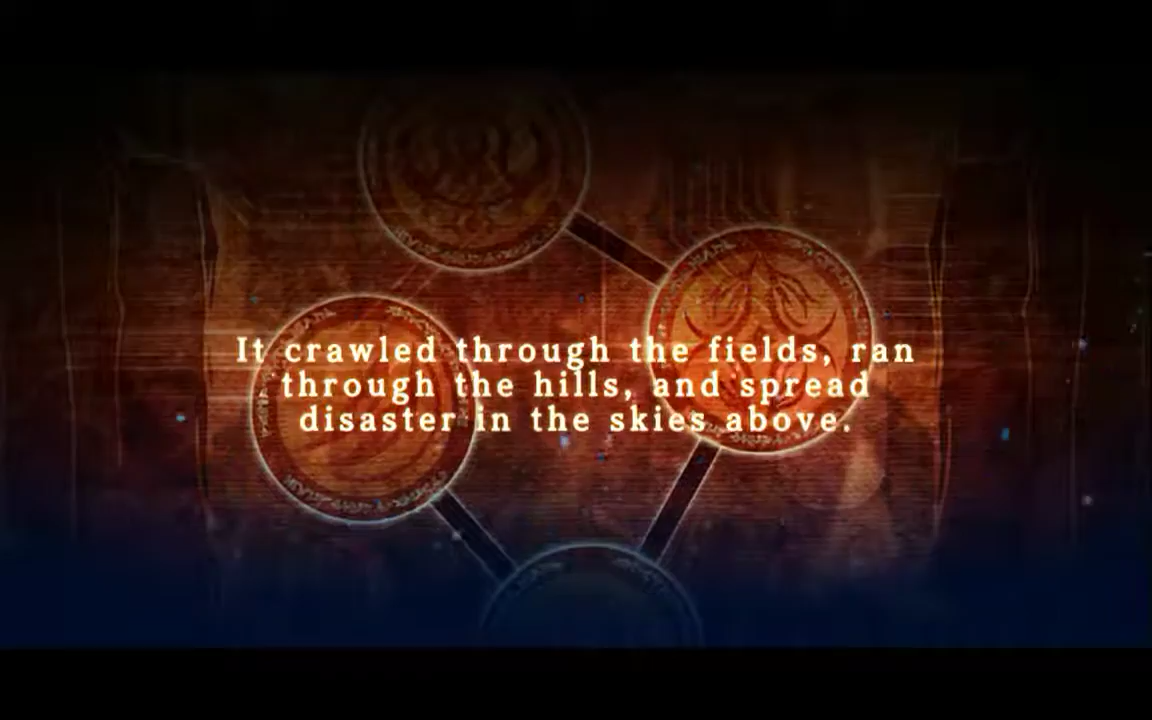 It crawled through the fields, ran
through the hills, and spread
disaster in the skies above.